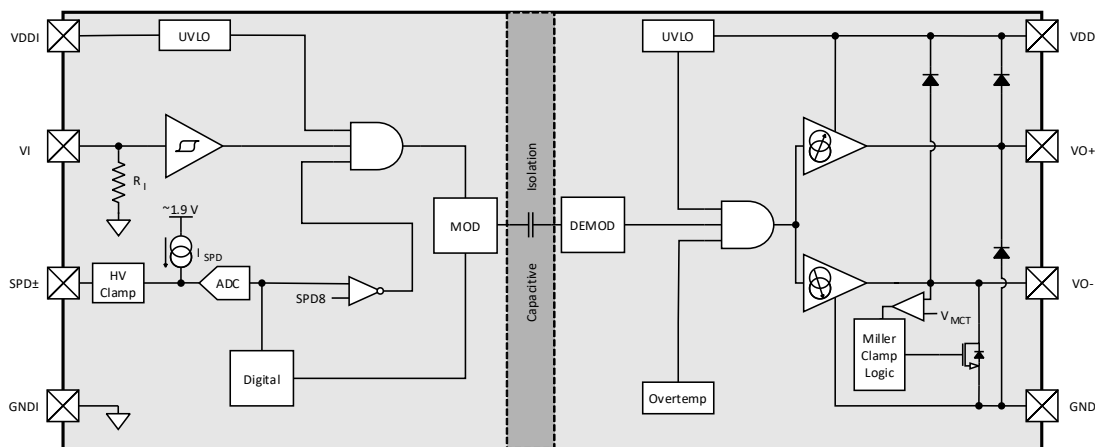 VDDI
UVLO
UVLO
VDD
VI
R I
Isolation
VO+
~1.9 V
I SPD
MOD
DEMOD
SPD±
HV
Clamp
ADC
SPD8
Capacitive
VO-
V MCT
Miller
Clamp
Logic
Digital
Overtemp
GNDI
GND